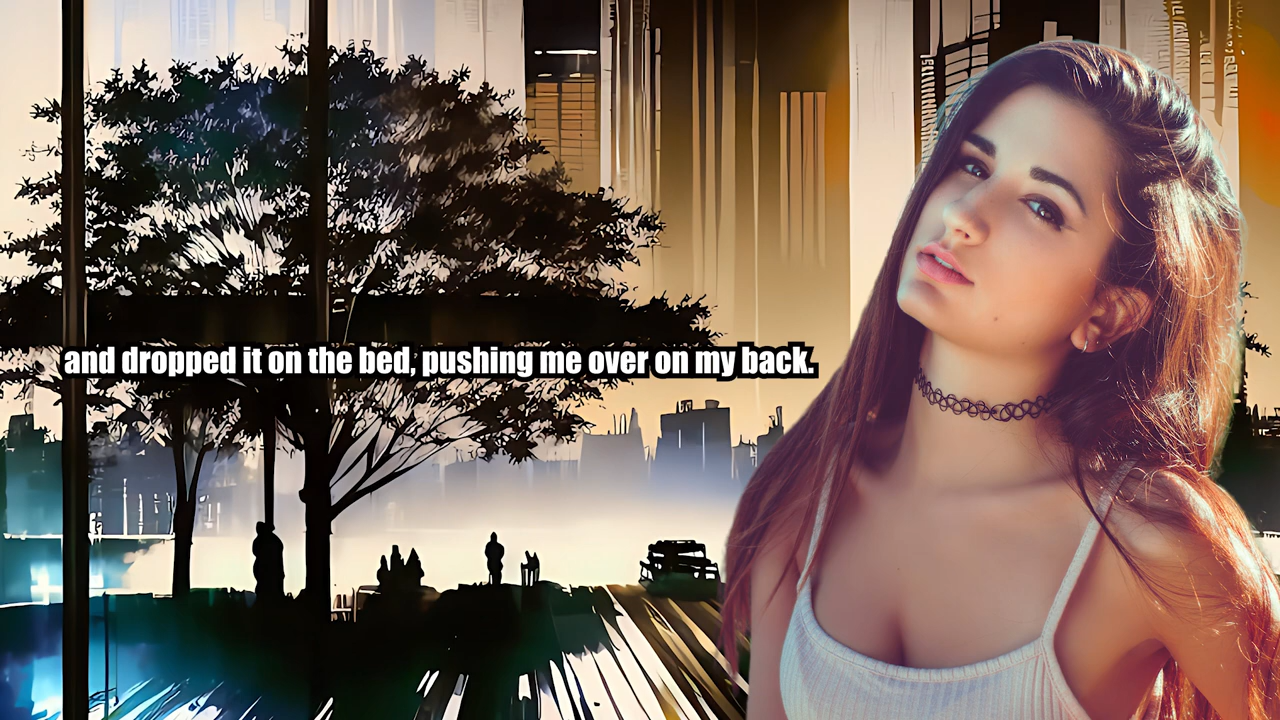 and dropped it on the bed, pushing me over on my back.